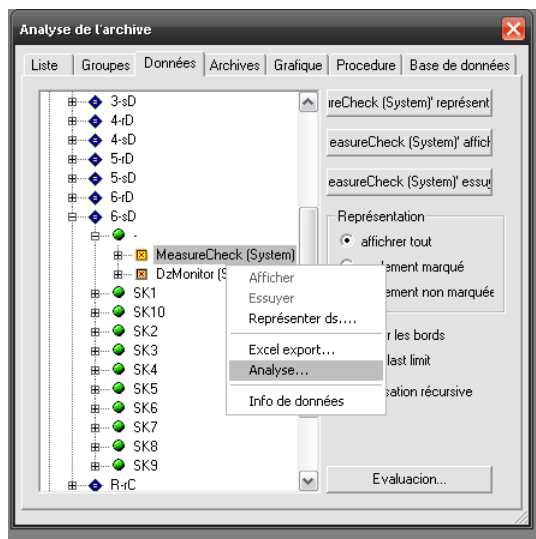 Analyse de l'archive
Liste Groupes Données Archives Grafique Procedure Base de données
3-sD
4-rD
4-sD
5-rD
5-sD
6-rD
6-sD
-
MeasureCheck (System)
DzMonitor (S
SK1
SK10
SK2
SK3
SK4
SK5
SK6
SK7
SK8
SK9
R-rC
Afficher
Essuyer
Représenter ds....
Excel export...
Analyse...
Info de données
reCheck (System)' représent
easureCheck (System)' affich
easureCheck (System)' essuy
Représentation
affichrer tout
lement marqué
ement non marquée
r les bords
last limit
sation récursive
Evaluacion...